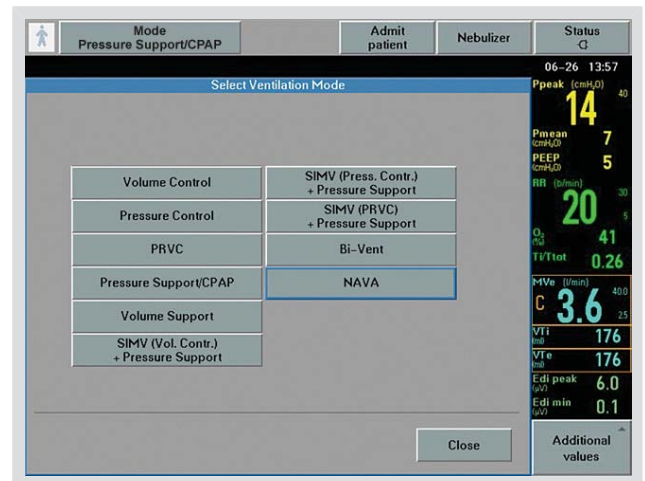 Mode
Pressure Support/CPAP
Admit
patient
Nebulizer
Status
06-26 13:57
Select Ventilation Mode
Volume Control
Pressure Control
PRVC
Pressure Support/CPAP
Volume Support
SIMV (Vol. Contr.)
+ Pressure Support
SIMV (Press. Contr.)
+ Pressure Support
SIMV (PRVC)
+ Pressure Support
Bi-Vent
NAVA
Close
Ppeak (cmH₂O)
14 40
Pmean
(cmH₂O) 7
PEEP
(cmH₂O) 5
RR (b/min)
20 30
5
O₂
(%) 41
Ti/Ttot 0.26
MVe (l/min)
C 3.6 40.0
25
VTi
(ml) 176
VTe
(ml) 176
Edi peak
(µV) 6.0
Edi min
(µV) 0.1
Additional
values